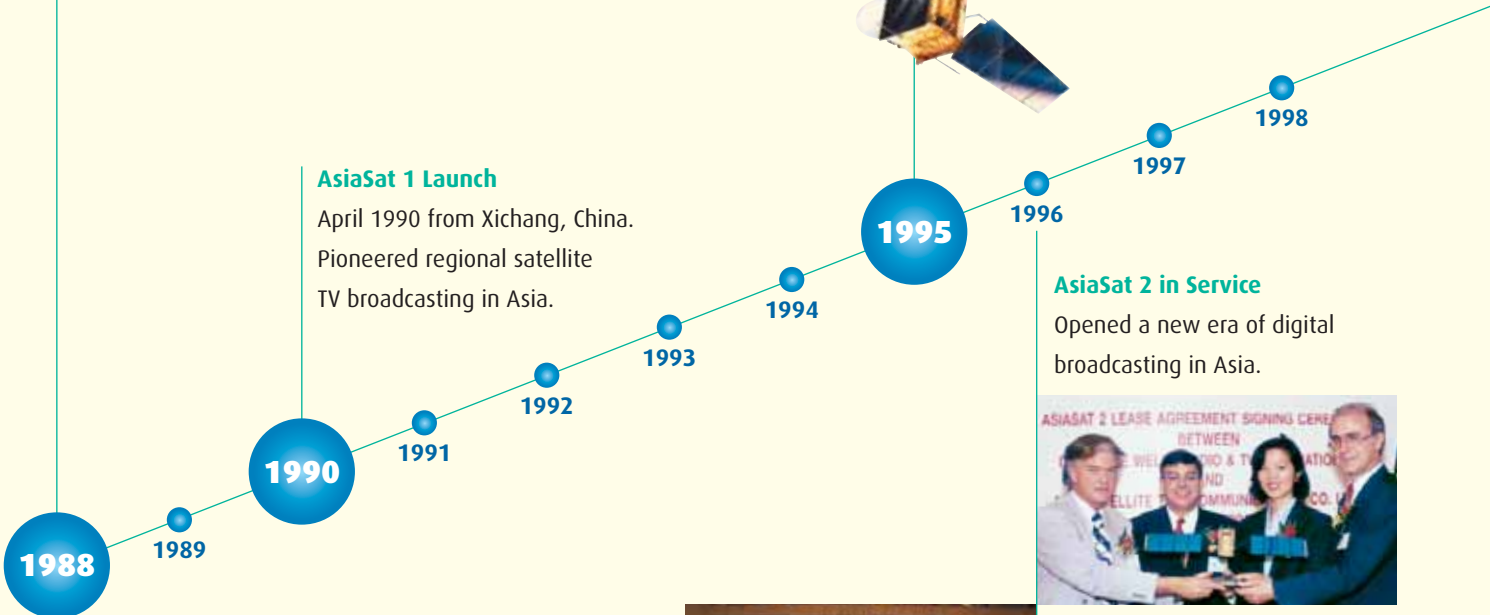 1998
1997
1996
AsiaSat 1 Launch
April 1990 from Xichang, China.
Pioneered regional satellite
TV broadcasting in Asia.
1995
AsiaSat 2 in Service
Opened a new era of digital
broadcasting in Asia.
1994
1993
1992
1991
1990
1989
1988
ASIASAT 2 LEASE AGREEMENT SIGNING
BETWEEN
& TV
AND
CO.